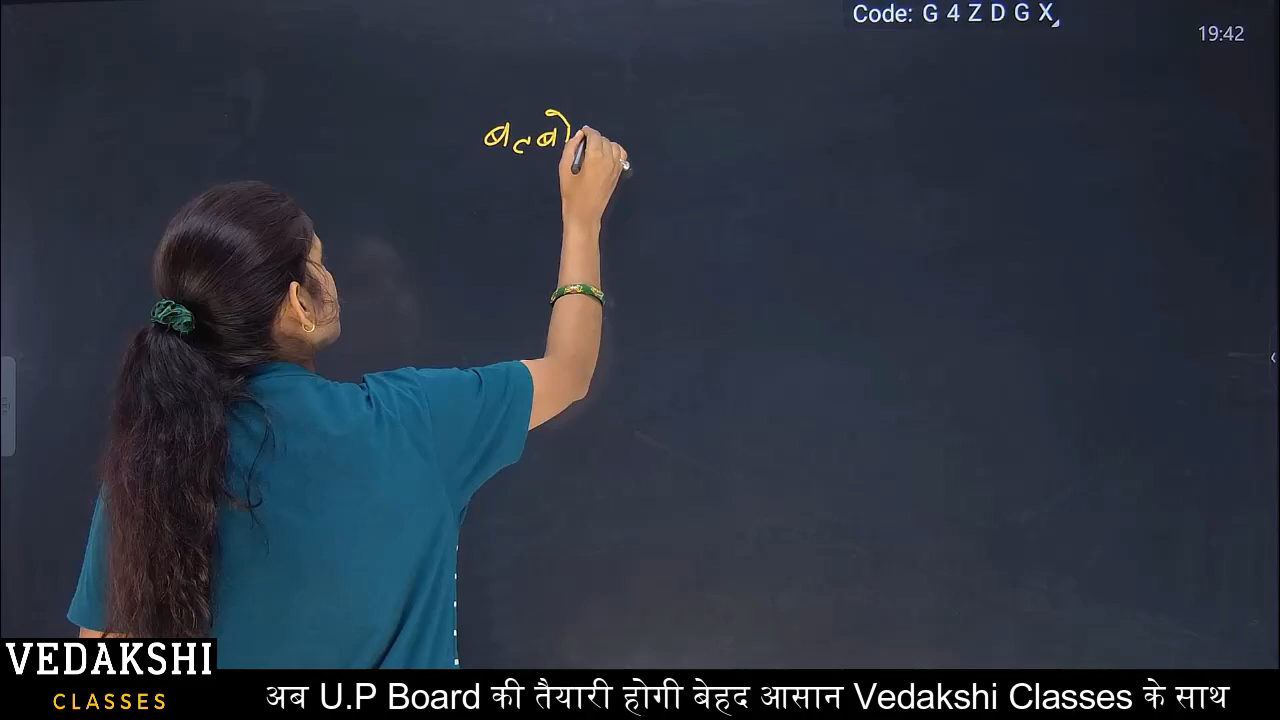 Code: G 4 Z D G X
19:42
VEDAKSHI
CLASSES
अब U.P Board की तैयारी होगी बेहद आसान Vedakshi Classes के साथ